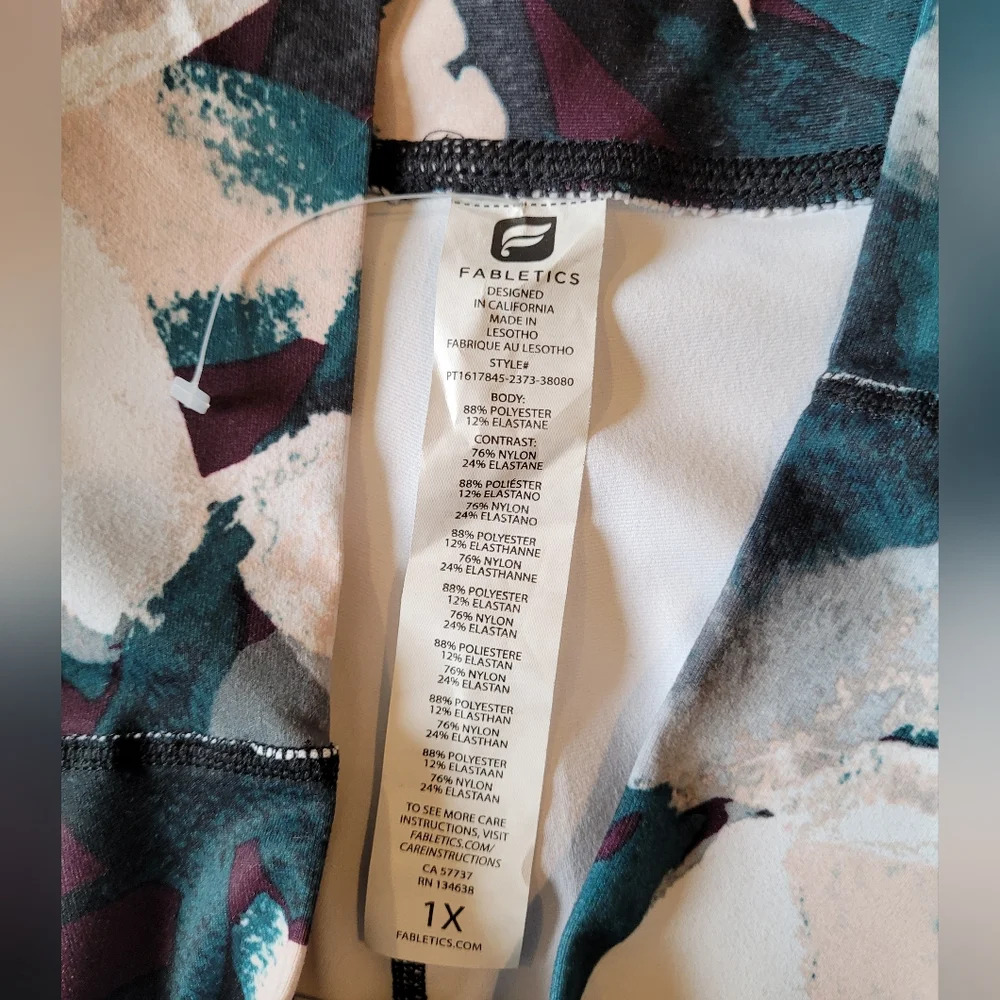 FABLETICS
DESIGNED
IN CALIFORNIA
MADE IN
LESOTHO
FABRIQUE AU LESOTHO
STYLE#
PT1617845-2373-38080
BODY:
88% POLYESTER
12% ELASTANE
CONTRAST:
76% NYLON
24% ELASTANE
88% POLIÉSTER
12% ELASTANO
76% NYLON
24% ELASTANO
88% POLYESTER
12% ELASTHANNE
76% NYLON
24% ELASTHANNE
88% POLYESTER
12% ELASTAN
76% NYLON
24% ELASTAN
88% POLIESTERE
12% ELASTAN
76% NYLON
24% ELASTAN
88% POLYESTER
12% ELASTHAN
76% NYLON
24% ELASTHAN
88% POLYESTER
12% ELASTAAN
76% NYLON
24% ELASTAAN
TO SEE MORE CARE
INSTRUCTIONS, VISIT
FABLETICS.COM/
CAREINSTRUCTIONS
CA 57737
RN 134638
1X
FABLETICS.COM